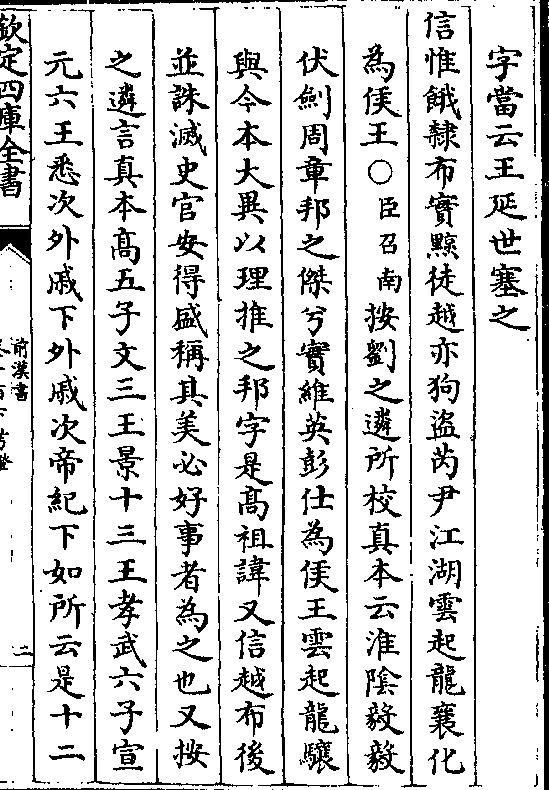 字當云王延世塞之
信惟餓隸布實黥徒越亦狗盜芮尹江湖雲起龍襄化
為侯王○臣召南按劉之遴所校真本云淮陰毅毅
伏劍周章邦之傑兮實維英彭仕為侯王雲起龍驤
與今本大異以理推之邦字是髙祖諱又信越布後
並誅滅史官安得盛稱其美必好事者為之也又按
之遴言真本髙五子文三王景十三王孝武六子宣
元六王悉次外戚下外戚次帝紀下如所云是十二
欽定四庫全書
前漢書
二